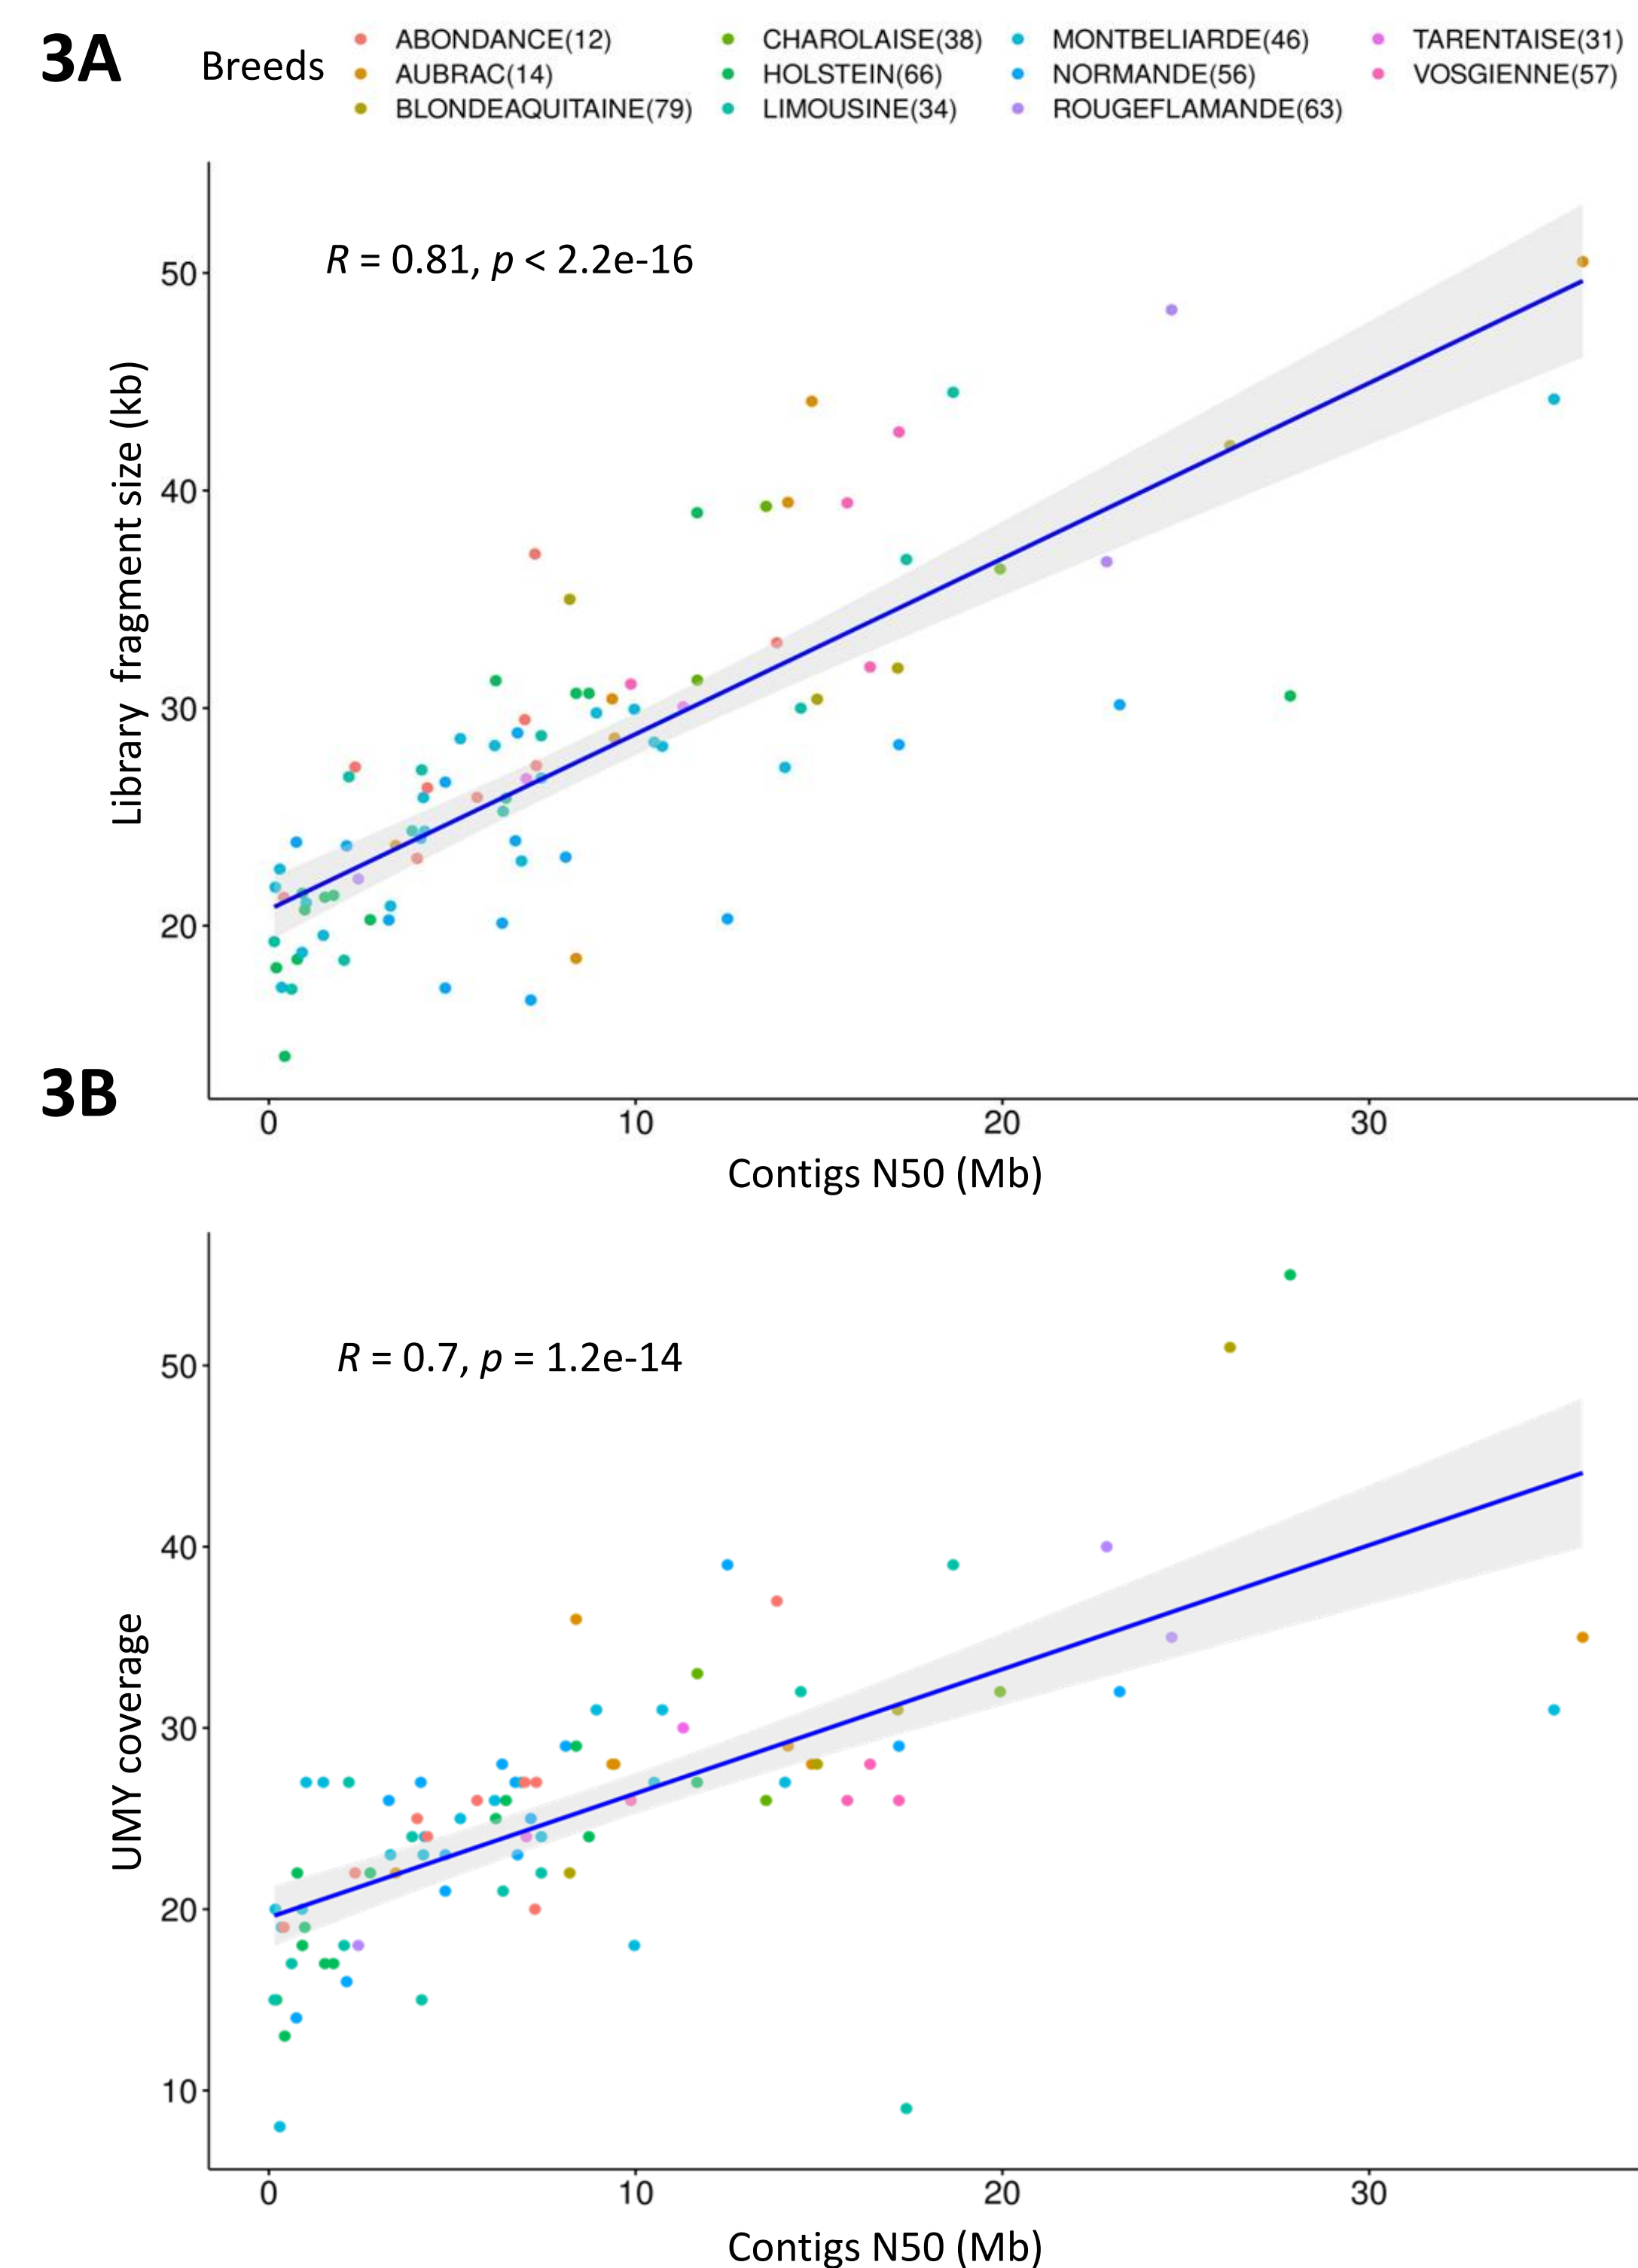 3A
Breeds
ABONDANCE(12) CHAROLAISE(38) MONTBELIARDE(46) TARENTAISE(31)
AUBRAC(14) HOLSTEIN(66) NORMANDE(56) VOSGIENNE(57)
BLONDEAQUITAINE(79) LIMOUSINE(34) ROUGEFLAMANDE(63)
R = 0.81, p < 2.2e-16
Library fragment size (kb)
50
40
30
20
0 10 20 30
Contigs N50 (Mb)
3B
R = 0.7, p = 1.2e-14
UMY coverage
50
40
30
20
10
0 10 20 30
Contigs N50 (Mb)